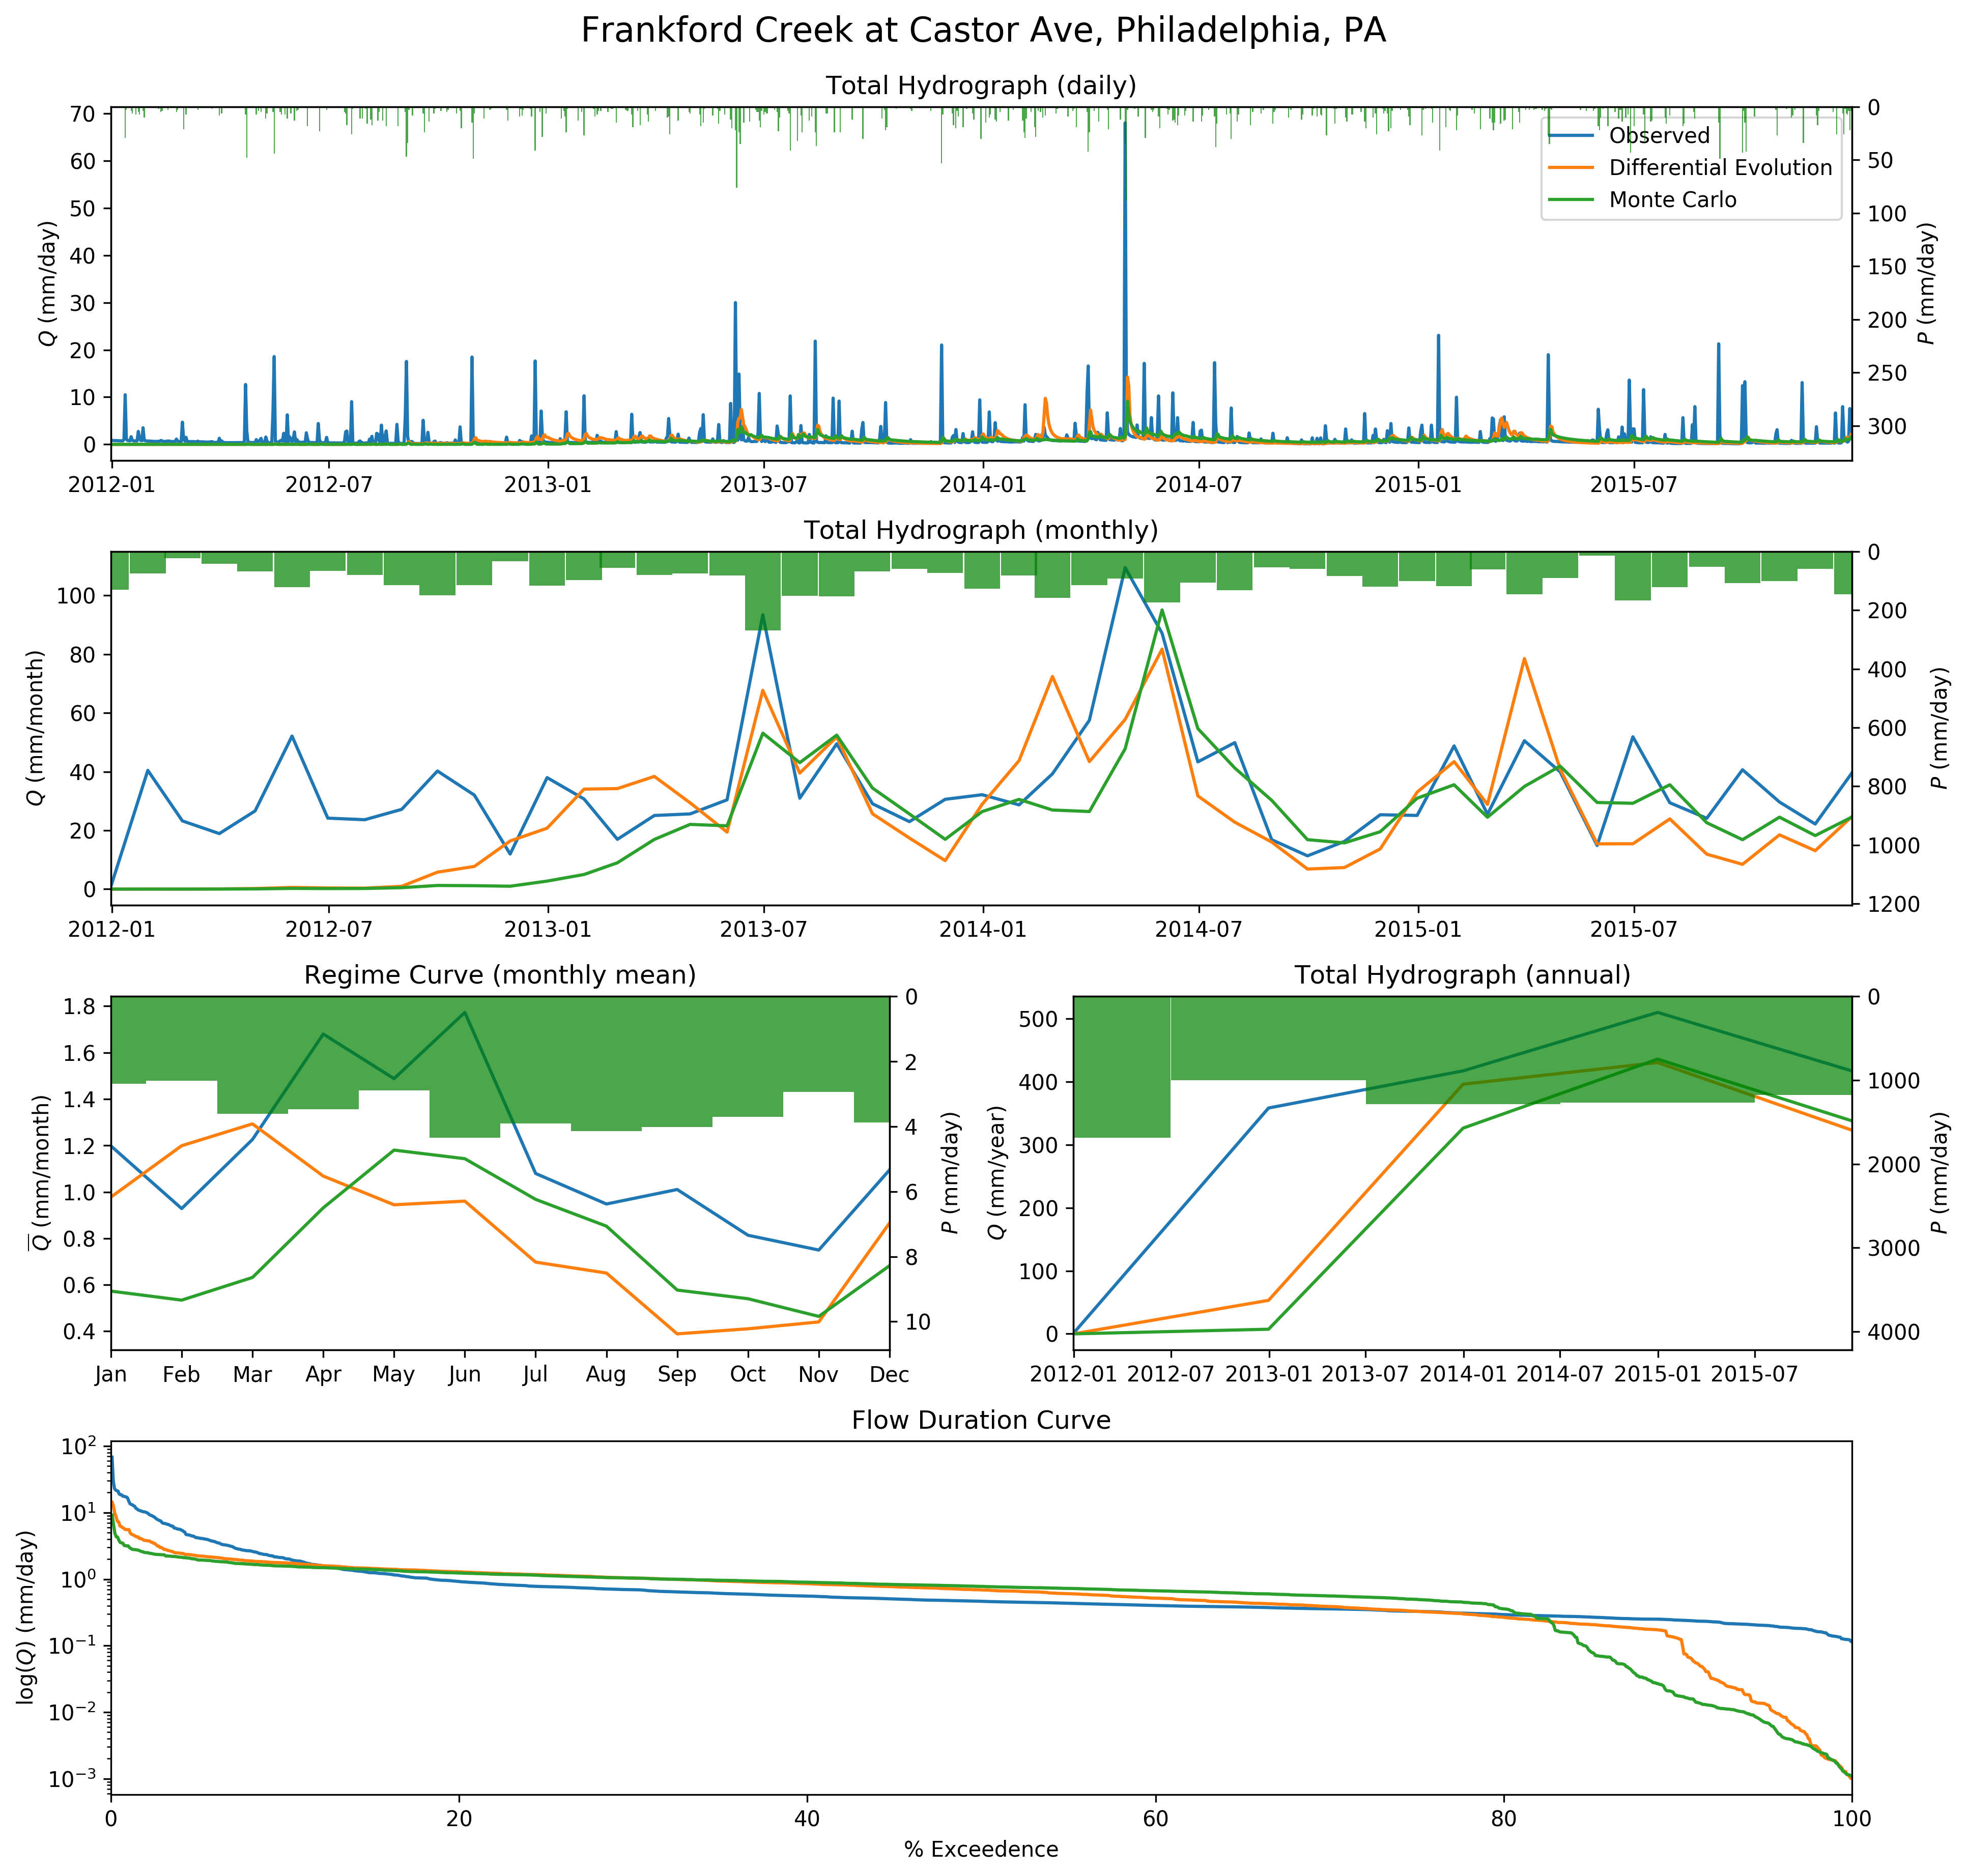 Frankford Creek at Castor Ave, Philadelphia, PA
Total Hydrograph (daily)
70
60
50
40
30
20
10
0
Q (mm/day)
0
50
100
150
200
250
300
P (mm/day)
Observed
Differential Evolution
Monte Carlo
2012-01 2012-07 2013-01 2013-07 2014-01 2014-07 2015-01 2015-07
Total Hydrograph (monthly)
100
80
60
40
20
0
Q (mm/month)
0
200
400
600
800
1000
1200
P (mm/day)
2012-01 2012-07 2013-01 2013-07 2014-01 2014-07 2015-01 2015-07
Regime Curve (monthly mean)
1.8
1.6
1.4
1.2
1.0
0.8
0.6
0.4
Q̅ (mm/month)
0
2
4
6
8
10
P (mm/day)
Jan Feb Mar Apr May Jun Jul Aug Sep Oct Nov Dec
Total Hydrograph (annual)
500
400
300
200
100
0
Q (mm/year)
0
1000
2000
3000
4000
P (mm/day)
2012-01 2012-07 2013-01 2013-07 2014-01 2014-07 2015-01 2015-07
Flow Duration Curve
10²
10¹
10⁰
10⁻¹
10⁻²
10⁻³
log(Q) (mm/day)
0 20 40 60 80 100
% Exceedence